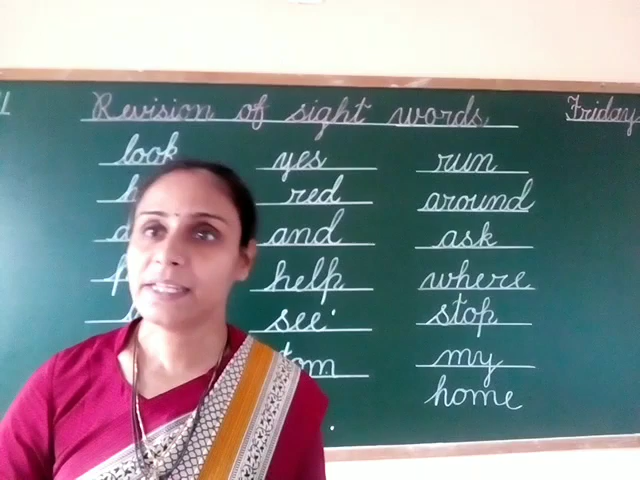 Revision of sight words Friday
look yes run
red around
and ask
help where
see stop
my
home